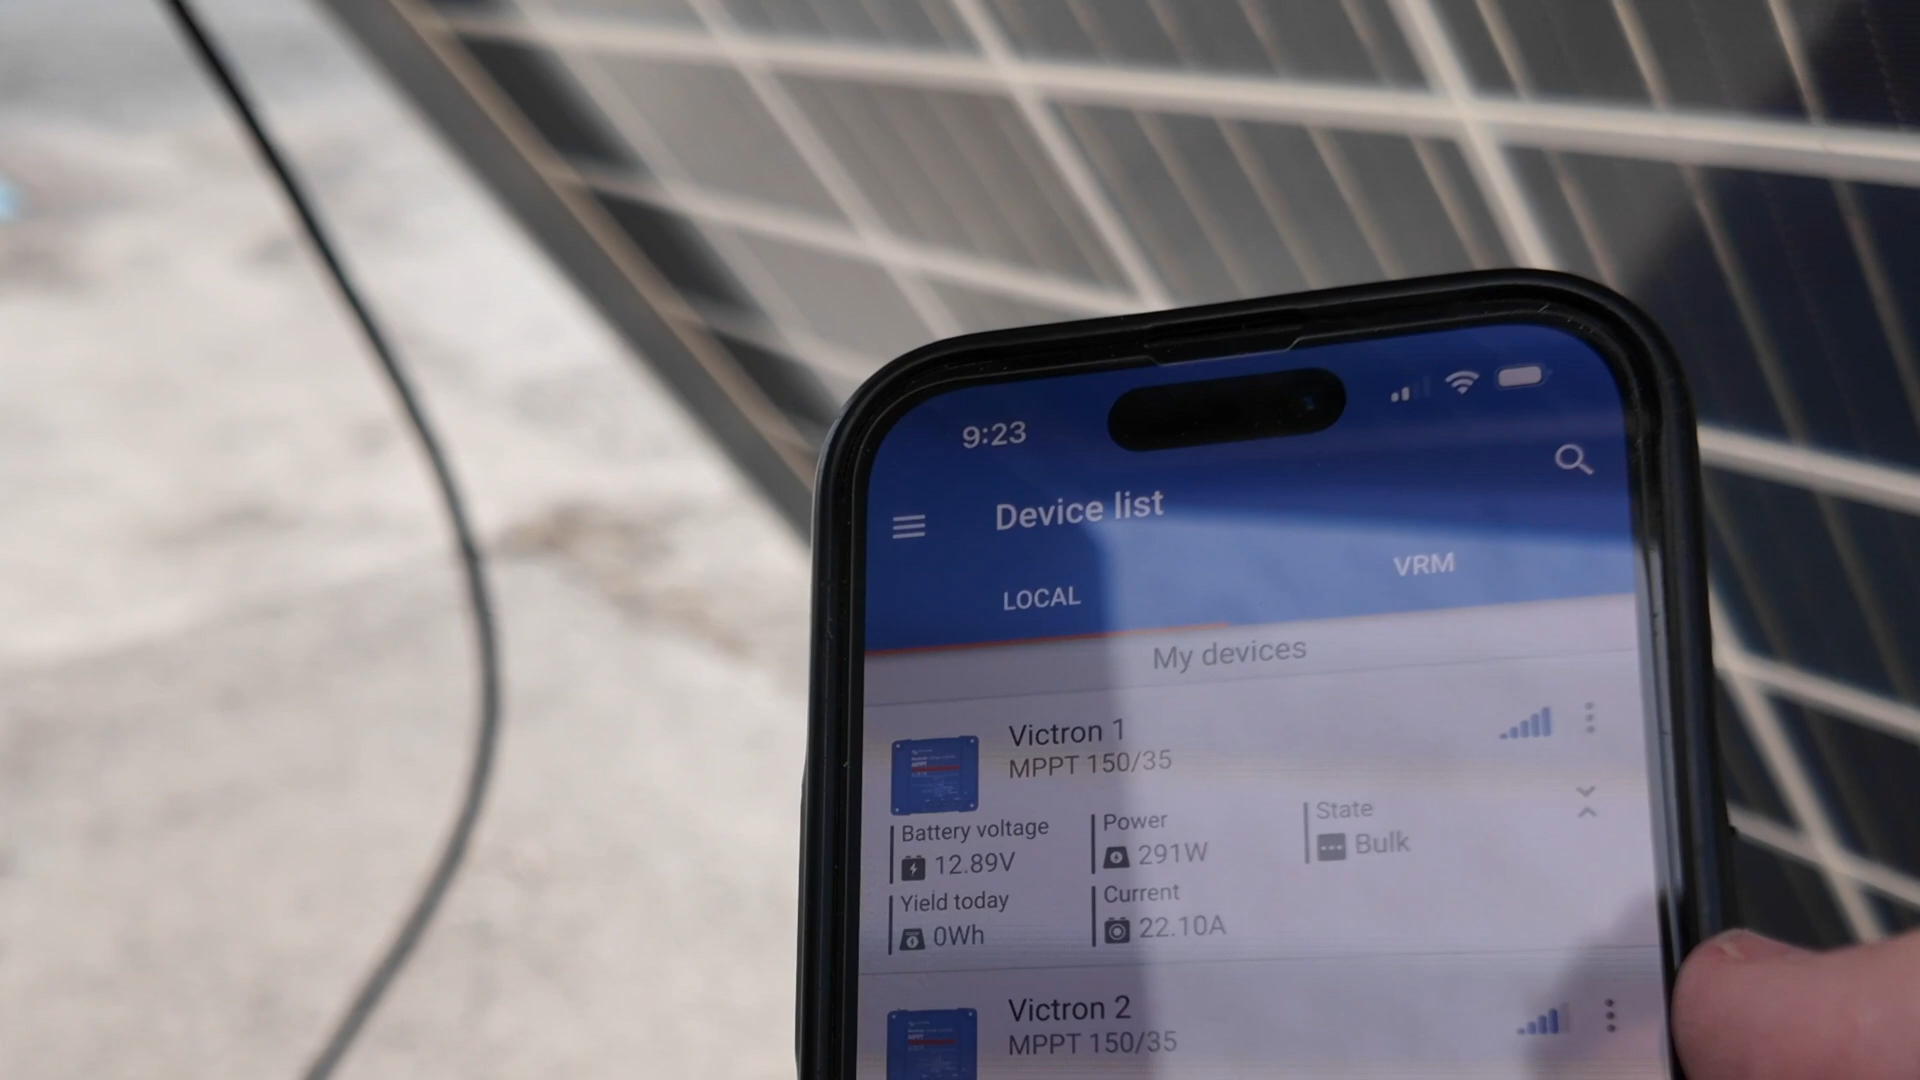 9:23
Device list
LOCAL
VRM
My devices
Victron 1
MPPT 150/35
Battery voltage
12.89V
Power
291W
State
Bulk
Yield today
0Wh
Current
22.10A
Victron 2
MPPT 150/35